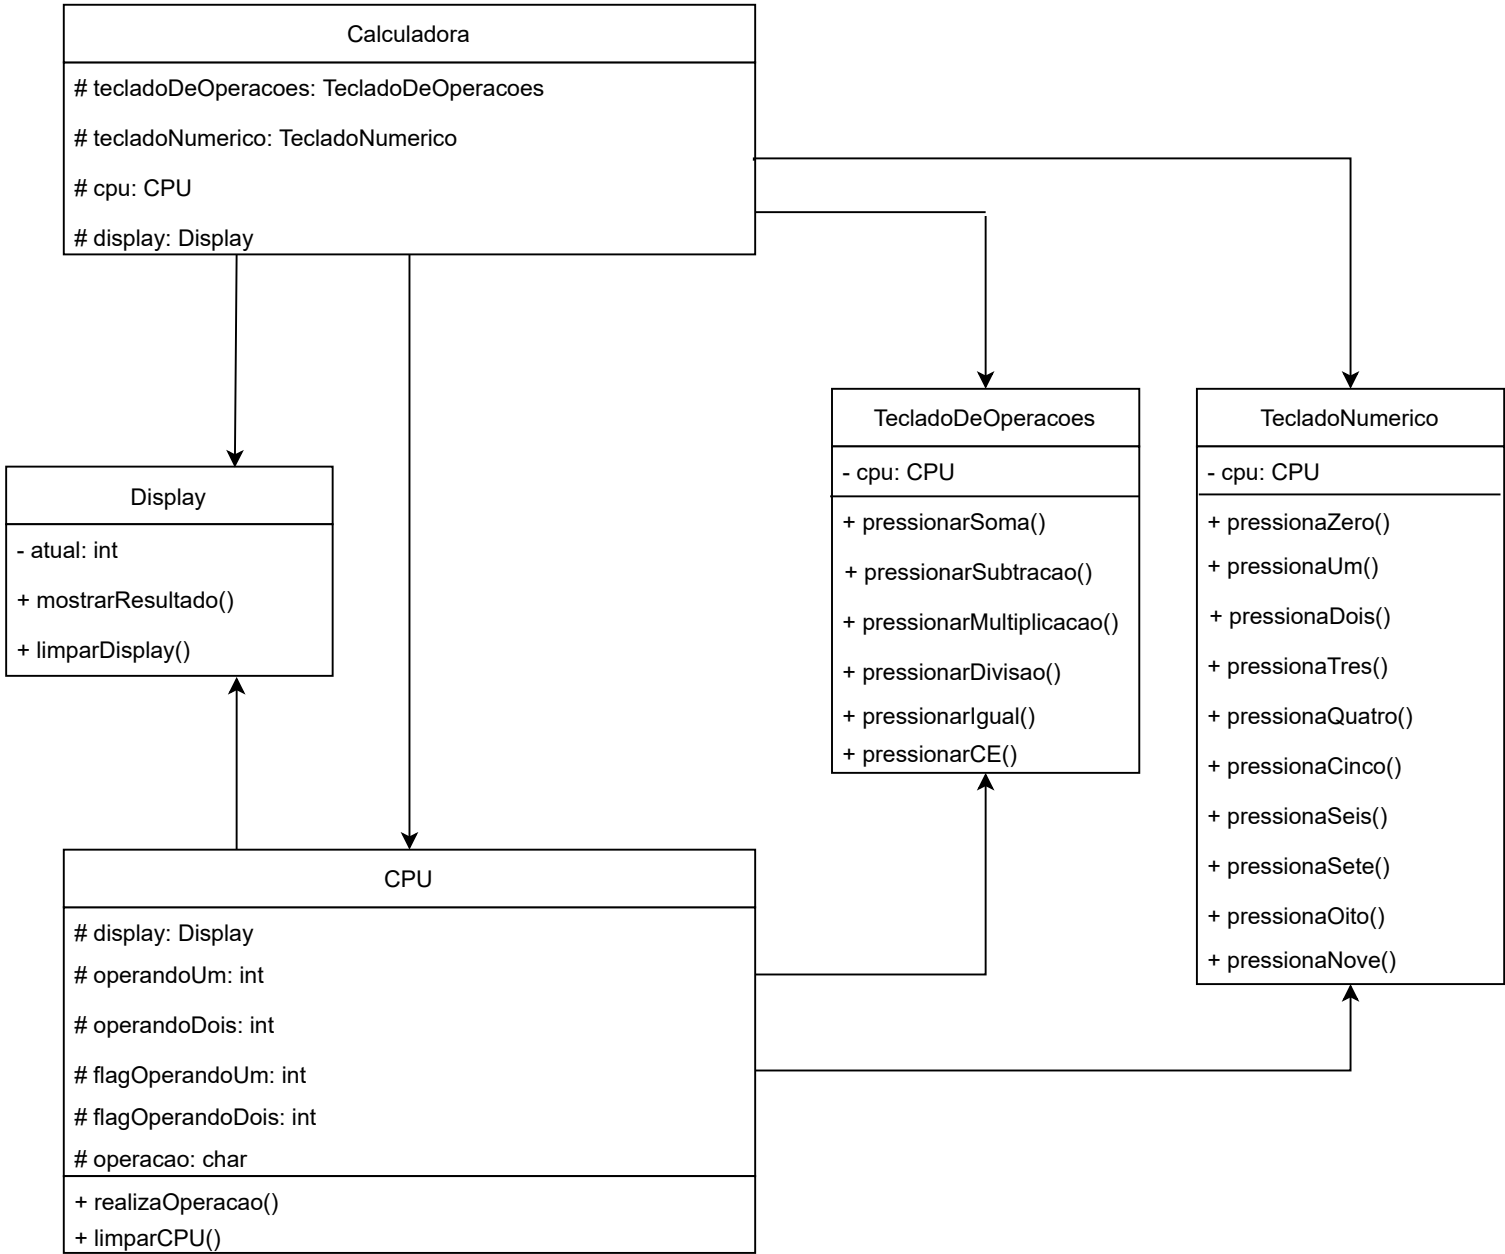 Calculadora
# tecladoDeOperacoes: TecladoDeOperacoes
# tecladoNumerico: TecladoNumerico
# cpu: CPU
# display: Display
Display
- atual: int
+ mostrarResultado()
+ limparDisplay()
TecladoDeOperacoes
- cpu: CPU
+ pressionarSoma()
+ pressionarSubtracao()
+ pressionarMultiplicacao()
+ pressionarDivisao()
+ pressionarIgual()
+ pressionarCE()
TecladoNumerico
- cpu: CPU
+ pressionaZero()
+ pressionaUm()
+ pressionaDois()
+ pressionaTres()
+ pressionaQuatro()
+ pressionaCinco()
+ pressionaSeis()
+ pressionaSete()
+ pressionaOito()
+ pressionaNove()
CPU
# display: Display
# operandoUm: int
# operandoDois: int
# flagOperandoUm: int
# flagOperandoDois: int
# operacao: char
+ realizaOperacao()
+ limparCPU()